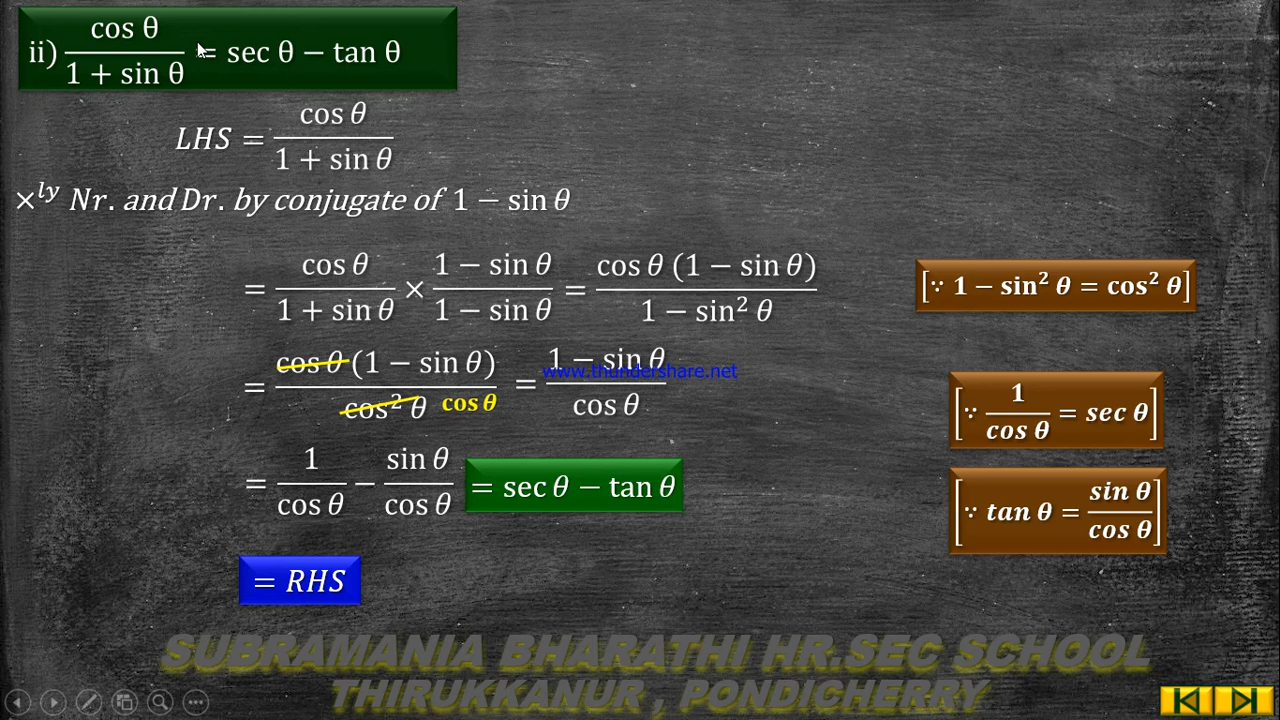 ii) cos θ / 1 + sin θ = sec θ − tan θ
LHS = cos θ / 1 + sin θ
×ˡʸ Nr. and Dr. by conjugate of 1 − sin θ
= cos θ / 1 + sin θ × 1 − sin θ / 1 − sin θ = cos θ (1 − sin θ) / 1 − sin² θ
[∵ 1 − sin² θ = cos² θ]
= cos θ (1 − sin θ) / cos² θ cos θ = 1 − sin θ / cos θ
www.thundershare.net
[∵ 1 / cos θ = sec θ]
= 1 / cos θ − sin θ / cos θ = sec θ − tan θ
[∵ tan θ = sin θ / cos θ]
= RHS
SUBRAMANIA BHARATHI HR.SEC SCHOOL
THIRUKKANUR , PONDICHERRY